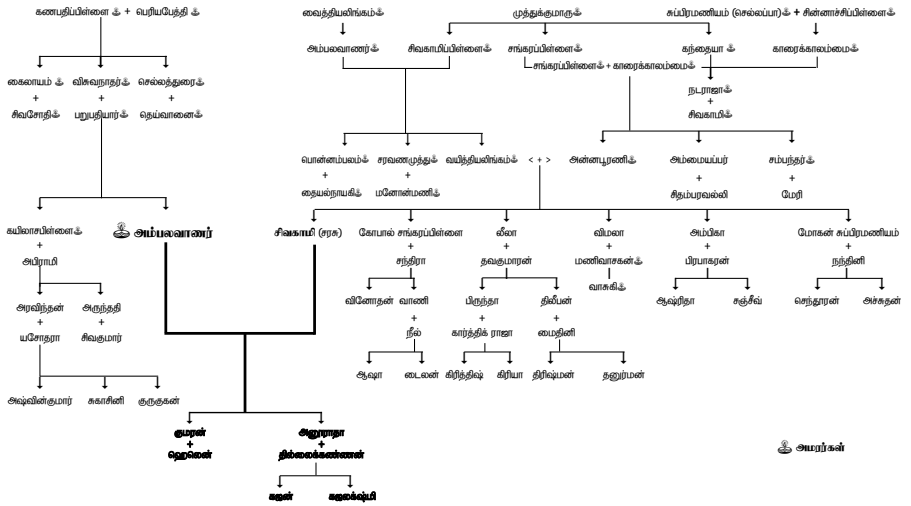 கணபதிப்பிள்ளை + பெரியபேத்தி வைத்தியலிங்கம் முத்துக்குமாரு சுப்பிரமணியம் (செல்லப்பா) + சின்னாச்சிப்பிள்ளை
அம்பலவாணர் சிவகாமிப்பிள்ளை சங்கரப்பிள்ளை கந்தையா காரைக்காலம்மை
சங்கரப்பிள்ளை + காரைக்காலம்மை
கைலாயம் விசுவநாதர் செல்லத்துரை
+ + +
சிவசோதி பறுபதியார் தெய்வானை
நடராஜா
+
சிவகாமி
பொன்னம்பலம் சரவணமுத்து வயித்தியலிங்கம் < + > அன்னபூரணி அம்மையப்பர் சம்பந்தர்
+ + + +
தையல்நாயகி மனோன்மணி சிதம்பரவல்லி மேரி
கயிலாசபிள்ளை அம்பலவாணர் சிவகாமி (சரசு) கோபால் சங்கரப்பிள்ளை லீலா விமலா அம்பிகா மோகன் சுப்பிரமணியம்
+ + + + + +
அபிராமி சந்திரா தவகுமாரன் மணிவாசகன் பிரபாகரன் நந்தினி
வாசுகி
அரவிந்தன் அருந்ததி வினோதன் வாணி பிருந்தா திலீபன் ஆஷ்ரிதா சஞ்சீவ் செந்தூரன் அச்சுதன்
+ + + + +
யசோதரா சிவகுமார் நீல் கார்த்திக் ராஜா மைதினி
ஆஷா டைலன் கிரித்திஷ் கிரியா திரிஷ்மன் தனுர்மன்
அஷ்வின்குமார் சுகாசினி குருகுகன்
குமரன் அனுராதா
+ +
ஹெலென் தில்லைக்கண்ணன்
அமரர்கள்
கஜன் கஜலக்ஷ்மி